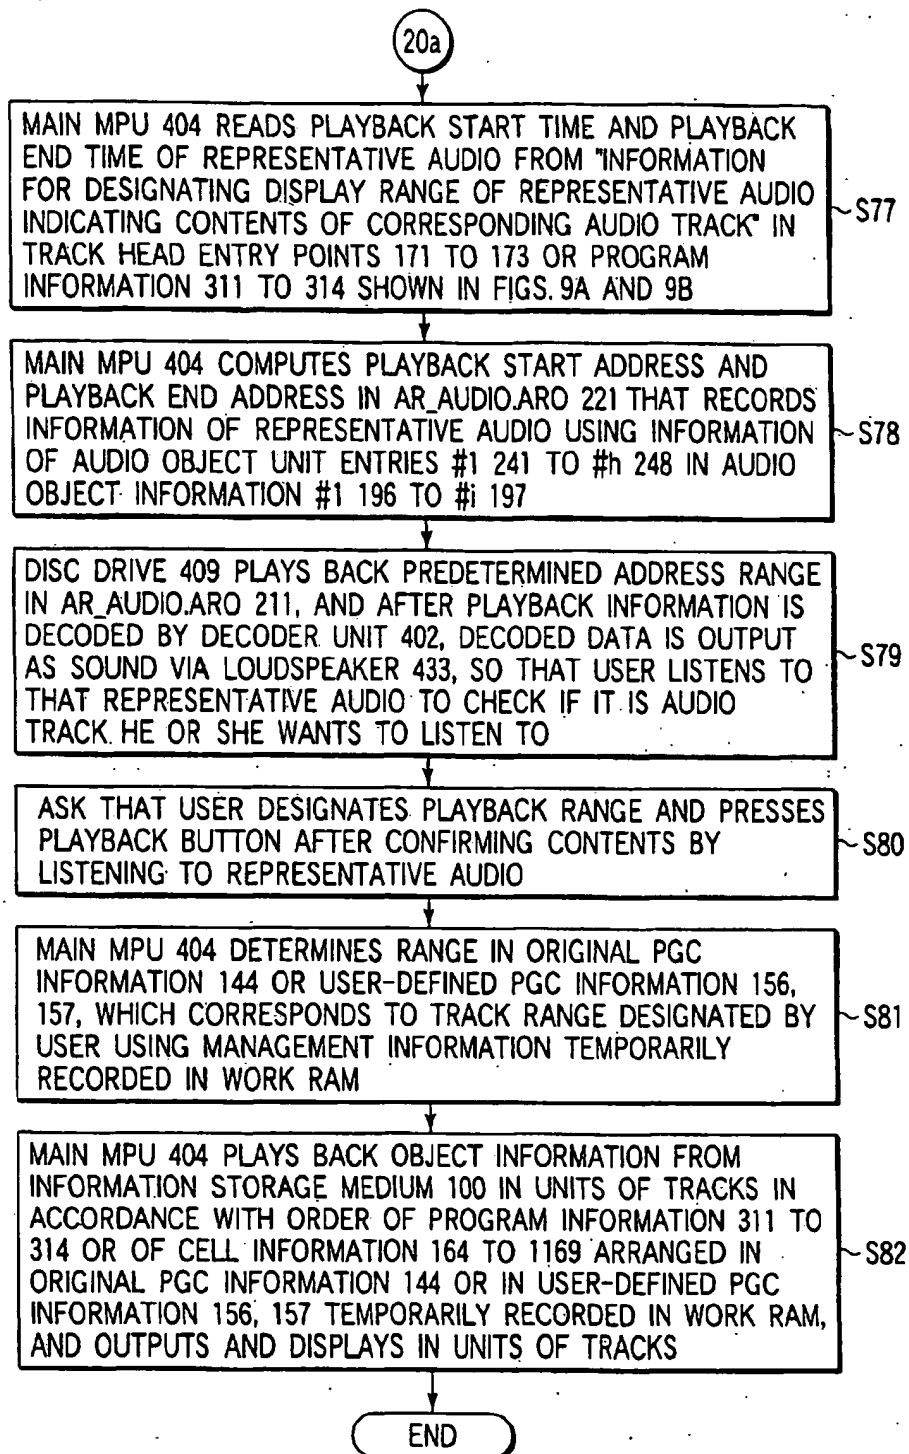 20a
MAIN MPU 404 READS PLAYBACK START TIME AND PLAYBACK
END TIME OF REPRESENTATIVE AUDIO FROM "INFORMATION
FOR DESIGNATING DISPLAY RANGE OF REPRESENTATIVE AUDIO
INDICATING CONTENTS OF CORRESPONDING AUDIO TRACK" IN
TRACK HEAD ENTRY POINTS 171 TO 173 OR PROGRAM
INFORMATION 311 TO 314 SHOWN IN FIGS. 9A AND 9B
S77
MAIN MPU 404 COMPUTES PLAYBACK START ADDRESS AND
PLAYBACK END ADDRESS IN AR_AUDIO.ARO 221 THAT RECORDS
INFORMATION OF REPRESENTATIVE AUDIO USING INFORMATION
OF AUDIO OBJECT UNIT ENTRIES #1 241 TO #h 248 IN AUDIO
OBJECT INFORMATION #1 196 TO #i 197
S78
DISC DRIVE 409 PLAYS BACK PREDETERMINED ADDRESS RANGE
IN AR_AUDIO.ARO 211, AND AFTER PLAYBACK INFORMATION IS
DECODED BY DECODER UNIT 402, DECODED DATA IS OUTPUT
AS SOUND VIA LOUDSPEAKER 433, SO THAT USER LISTENS TO
THAT REPRESENTATIVE AUDIO TO CHECK IF IT IS AUDIO
TRACK HE OR SHE WANTS TO LISTEN TO
S79
ASK THAT USER DESIGNATES PLAYBACK RANGE AND PRESSES
PLAYBACK BUTTON AFTER CONFIRMING CONTENTS BY
LISTENING TO REPRESENTATIVE AUDIO
S80
MAIN MPU 404 DETERMINES RANGE IN ORIGINAL PGC
INFORMATION 144 OR USER-DEFINED PGC INFORMATION 156,
157, WHICH CORRESPONDS TO TRACK RANGE DESIGNATED BY
USER USING MANAGEMENT INFORMATION TEMPORARILY
RECORDED IN WORK RAM
S81
MAIN MPU 404 PLAYS BACK OBJECT INFORMATION FROM
INFORMATION STORAGE MEDIUM 100 IN UNITS OF TRACKS IN
ACCORDANCE WITH ORDER OF PROGRAM INFORMATION 311 TO
314 OR OF CELL INFORMATION 164 TO 1169 ARRANGED IN
ORIGINAL PGC INFORMATION 144 OR IN USER-DEFINED PGC
INFORMATION 156, 157 TEMPORARILY RECORDED IN WORK RAM,
AND OUTPUTS AND DISPLAYS IN UNITS OF TRACKS
S82
END